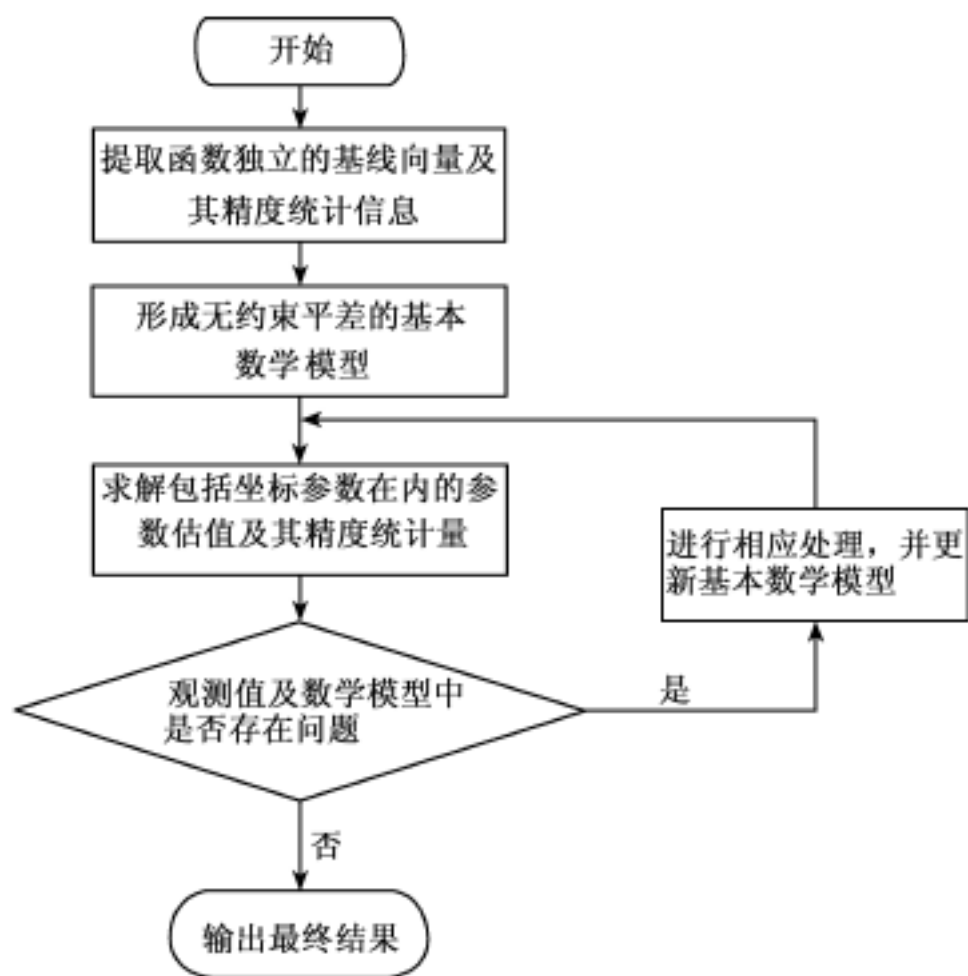 开始
提取函数独立的基线向量及
其精度统计信息
形成无约束平差的基本
数学模型
求解包括坐标参数在内的参
数估值及其精度统计量
进行相应处理，并更
新基本数学模型
观测值及数学模型中
是否存在问题
是
否
输出最终结果